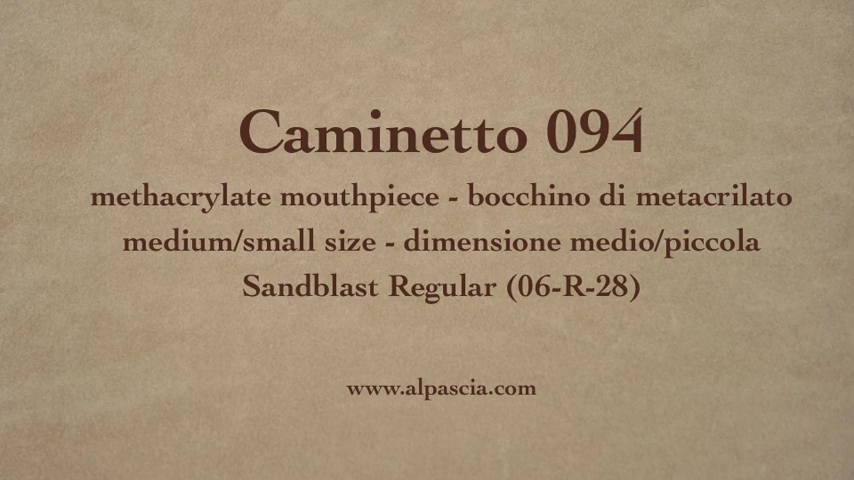 Caminetto 094
methacrylate mouthpiece - bocchino di metacrilato
medium/small size - dimensione medio/piccola
Sandblast Regular (06-R-28)
www.alpascia.com